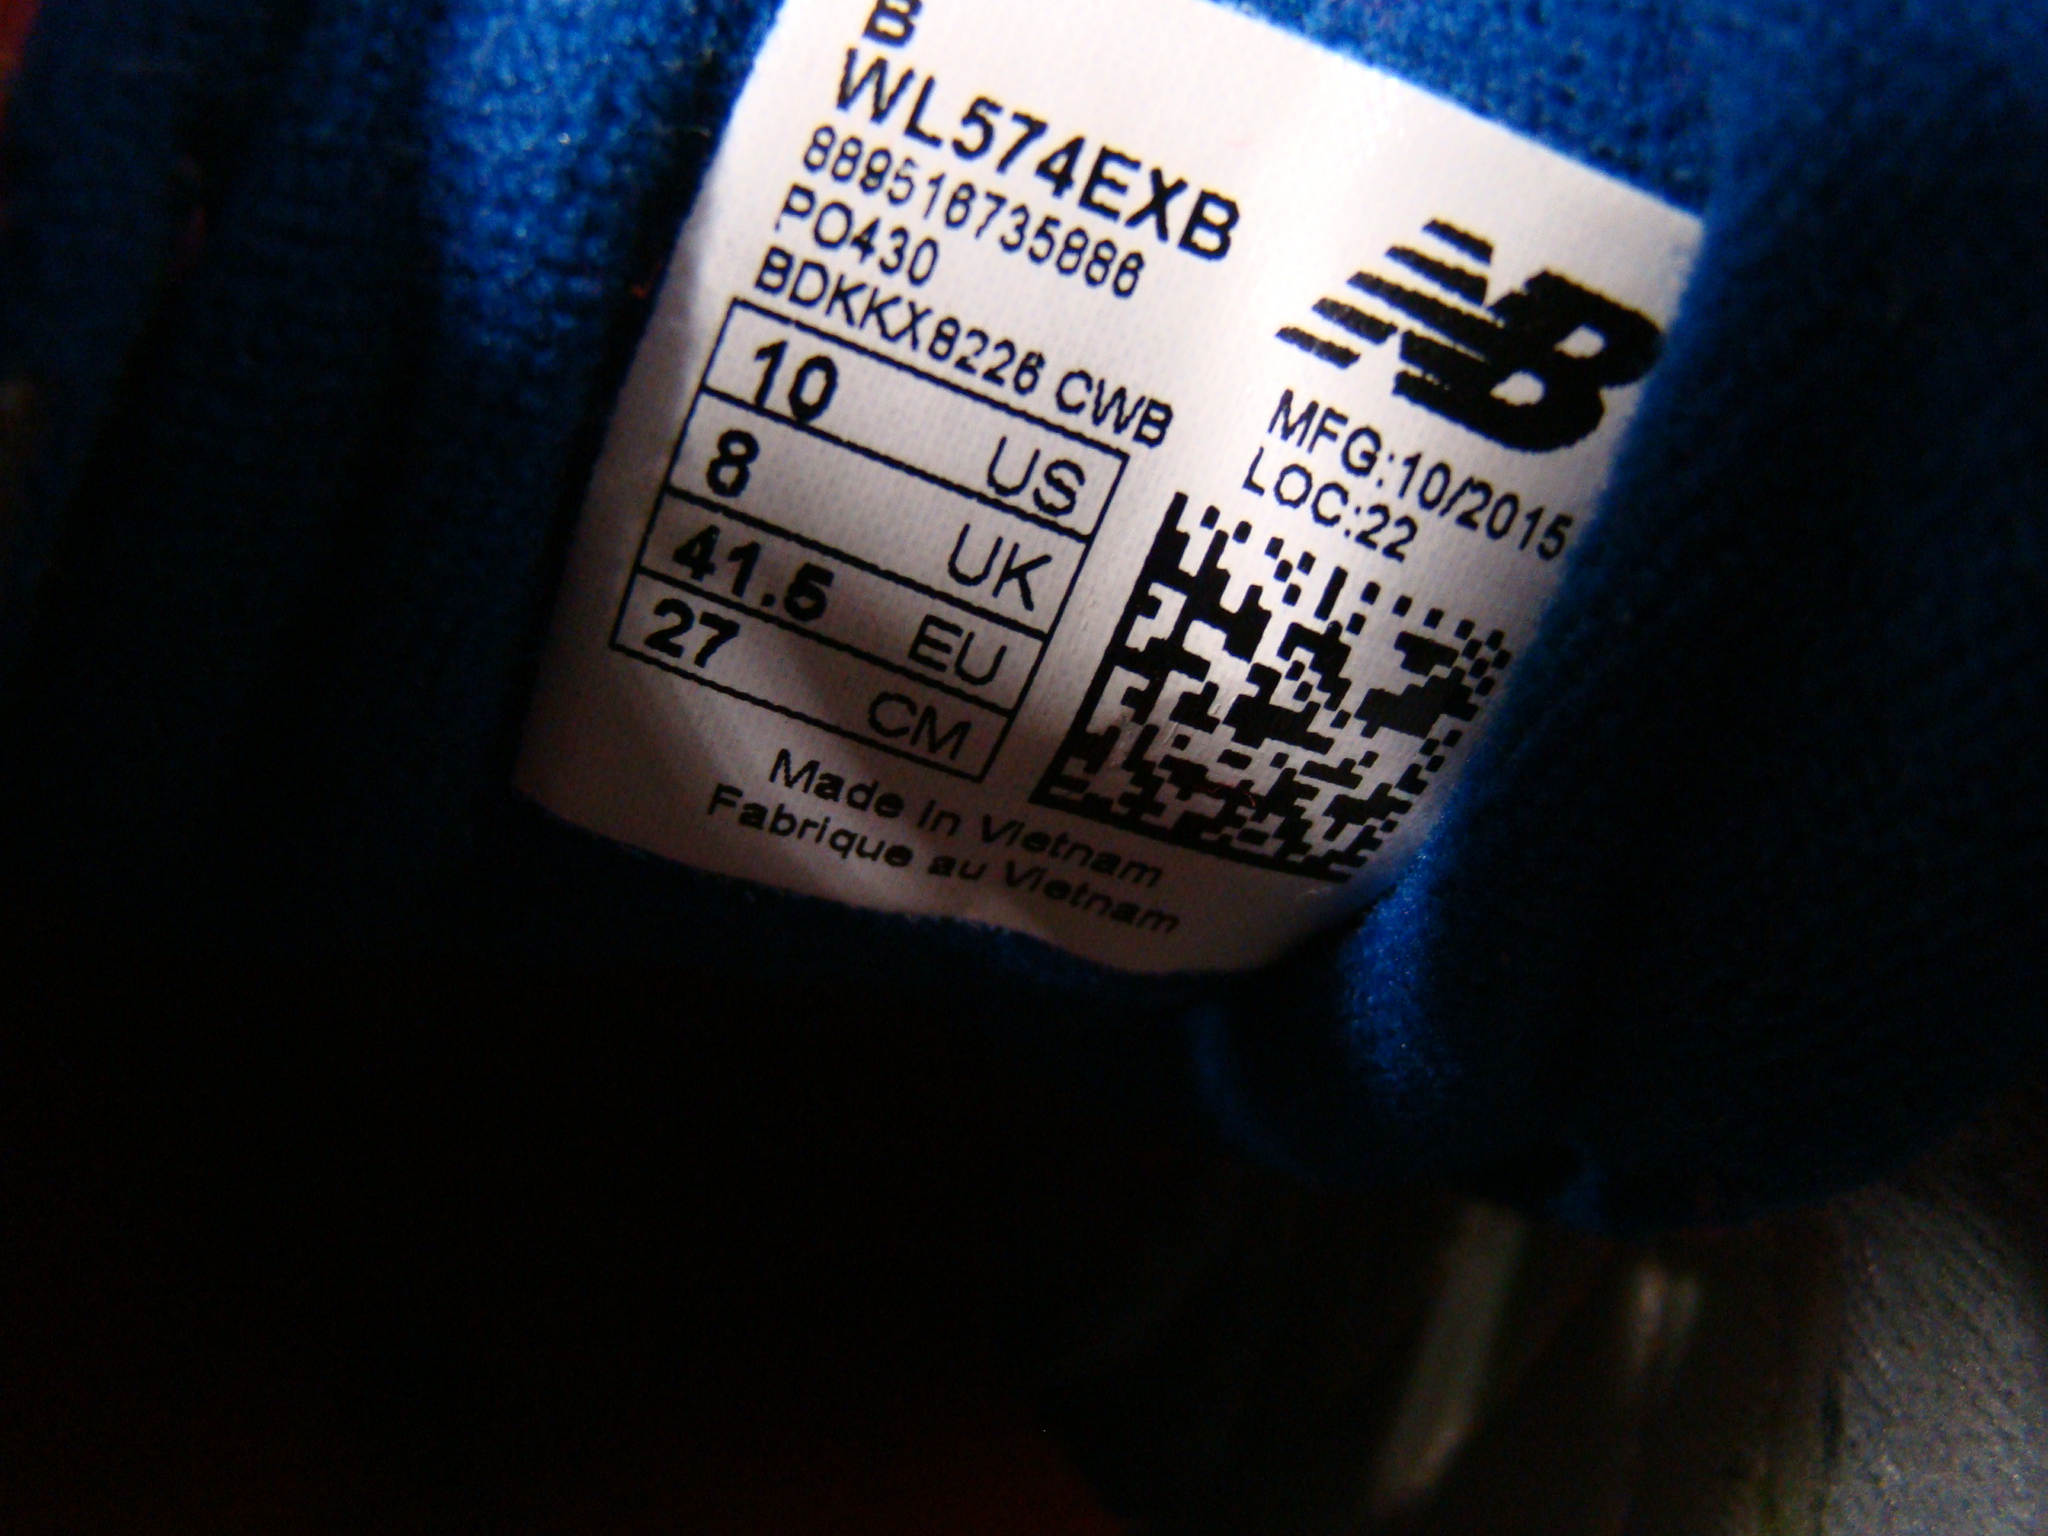 B
WL574EXB
889516735886
PO430
BDKKX8226 CWB
10 US
8 UK
41.5 EU
27 CM
Made in Vietnam
Fabrique au Vietnam
NB
MFG:10/2015
LOC:22